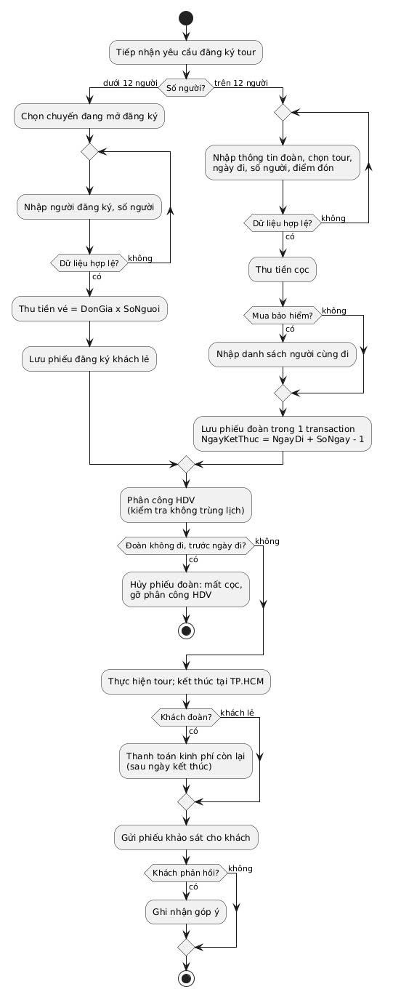 Tiếp nhận yêu cầu đăng ký tour
Số người?
dưới 12 người
trên 12 người
Chọn chuyến đang mở đăng ký
Nhập người đăng ký, số người
Dữ liệu hợp lệ?
không
có
Thu tiền vé = DonGia x SoNguoi
Lưu phiếu đăng ký khách lẻ
Nhập thông tin đoàn, chọn tour,
ngày đi, số người, điểm đón
Dữ liệu hợp lệ?
không
có
Thu tiền cọc
Mua bảo hiểm?
không
có
Nhập danh sách người cùng đi
Lưu phiếu đoàn trong 1 transaction
NgayKetThuc = NgayDi + SoNgay - 1
Phân công HDV
(kiểm tra không trùng lịch)
Đoàn không đi, trước ngày đi?
không
có
Hủy phiếu đoàn: mất cọc,
gỡ phân công HDV
Thực hiện tour; kết thúc tại TP.HCM
Khách đoàn?
khách lẻ
có
Thanh toán kinh phí còn lại
(sau ngày kết thúc)
Gửi phiếu khảo sát cho khách
Khách phản hồi?
không
có
Ghi nhận góp ý